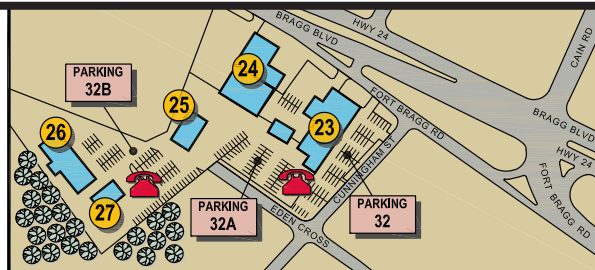 BRAGG BLVD
HWY 24
CAIN RD
24
PARKING
32B
25
23
FORT BRAGG RD
BRAGG BLVD
HWY 24
26
CUNNINGHAM S
FORT BRAGG RD
27
PARKING
32A
PARKING
32
EDEN CROSS